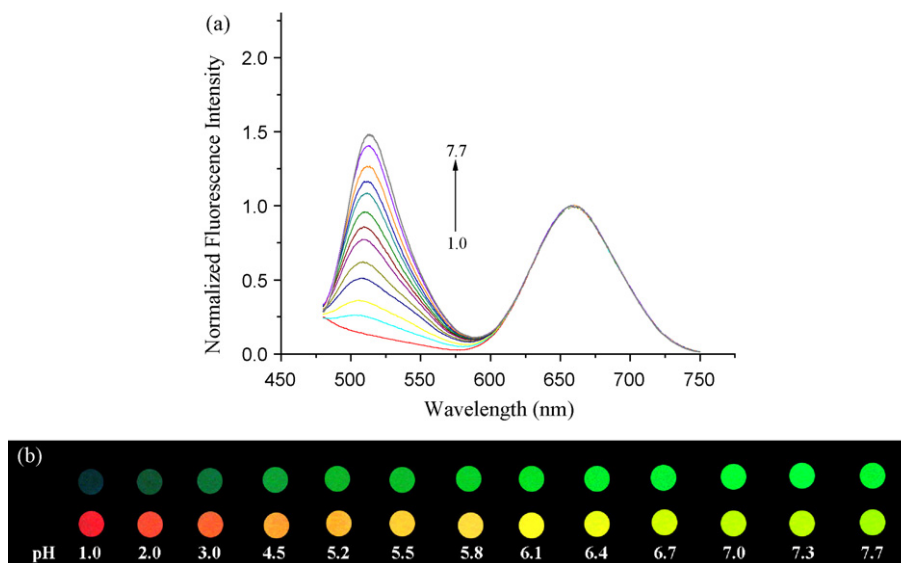 (a)
2.0
1.5
1.0
0.5
0.0
Normalized Fluorescence Intensity
7.7
1.0
450 500 550 600 650 700 750
Wavelength (nm)
(b)
pH 1.0 2.0 3.0 4.5 5.2 5.5 5.8 6.1 6.4 6.7 7.0 7.3 7.7